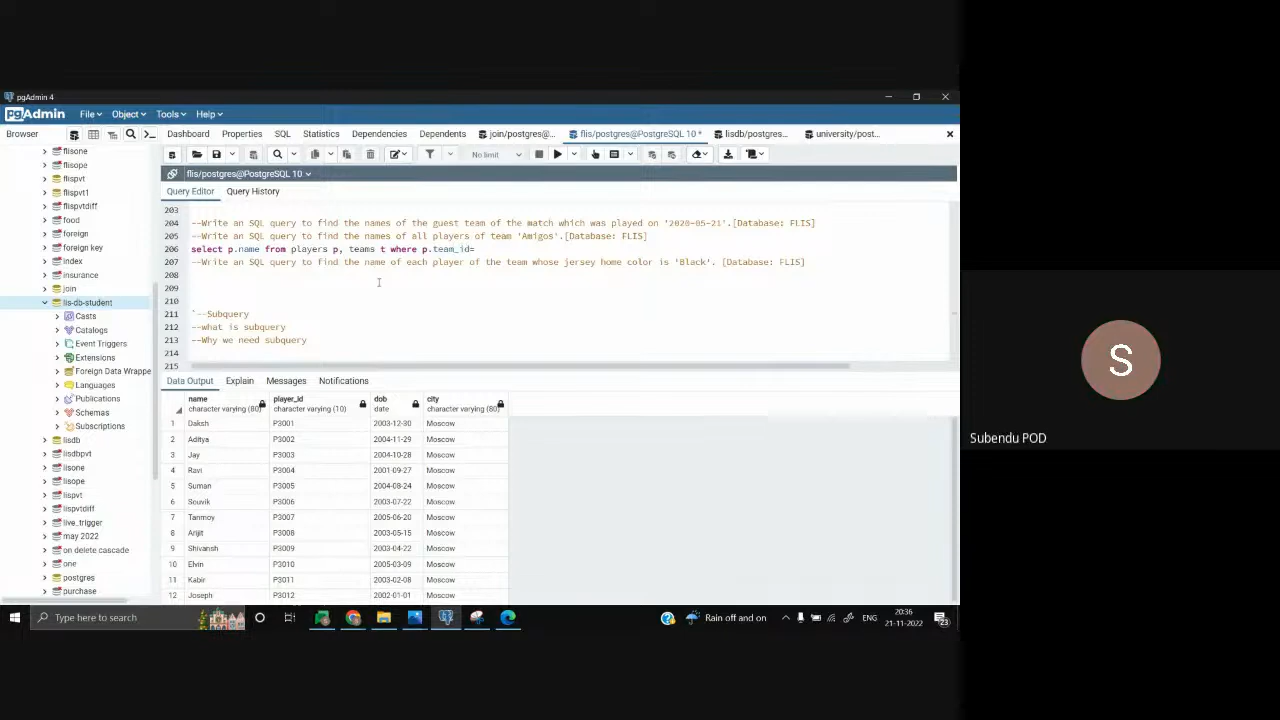 pgAdmin 4
pgAdmin File Object Tools Help
Browser Dashboard Properties SQL Statistics Dependencies Dependents join/postgres@... flis/postgres@PostgreSQL 10 * lisdb/postgres... university/post...
No limit
flis/postgres@PostgreSQL 10
Query Editor Query History
flisone
flisope
flispvt
flispvt1
flispvtdiff
food
foreign
foreign key
index
insurance
join
lis-db-student
Casts
Catalogs
Event Triggers
Extensions
Foreign Data Wrappe
Languages
Publications
Schemas
Subscriptions
lisdb
lisdbpvt
lisone
lisope
lispvt
lispvtdiff
live_trigger
may 2022
on delete cascade
one
postgres
purchase
203
204 --Write an SQL query to find the names of the guest team of the match which was played on '2020-05-21'.[Database: FLIS]
205 --Write an SQL query to find the names of all players of team 'Amigos'.[Database: FLIS]
206 select p.name from players p, teams t where p.team_id=
207 --Write an SQL query to find the name of each player of the team whose jersey home color is 'Black'. [Database: FLIS]
208
209
210
211 `--Subquery
212 --what is subquery
213 --Why we need subquery
214
215
Data Output Explain Messages Notifications
name player_id dob city
character varying (80) character varying (10) date character varying (80)
1 Daksh P3001 2003-12-30 Moscow
2 Aditya P3002 2004-11-29 Moscow
3 Jay P3003 2004-10-28 Moscow
4 Ravi P3004 2001-09-27 Moscow
5 Suman P3005 2004-08-24 Moscow
6 Souvik P3006 2003-07-22 Moscow
7 Tanmoy P3007 2005-06-20 Moscow
8 Arijit P3008 2003-05-15 Moscow
9 Shivansh P3009 2003-04-22 Moscow
10 Elvin P3010 2005-03-09 Moscow
11 Kabir P3011 2003-02-08 Moscow
12 Joseph P3012 2002-01-01 Moscow
Type here to search
Rain off and on
ENG
20:36
21-11-2022
23
S
Subendu POD